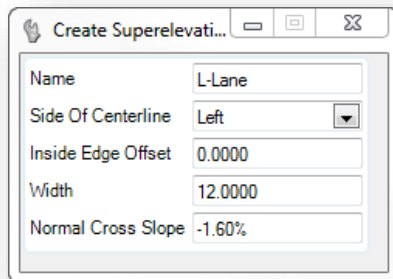 Create Superelevati...
Name L-Lane
Side Of Centerline Left
Inside Edge Offset 0.0000
Width 12.0000
Normal Cross Slope -1.60%